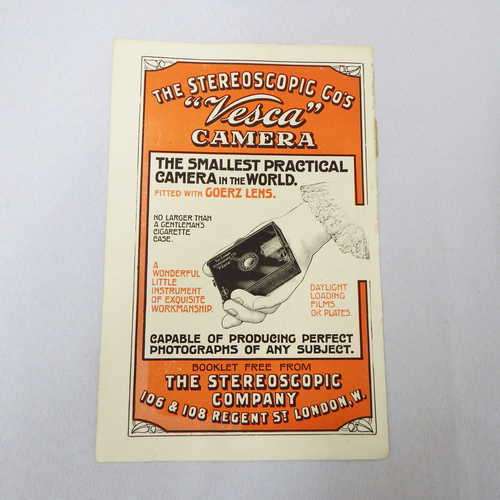 THE STEREOSCOPIC CO'S
"Vesca"
CAMERA
THE SMALLEST PRACTICAL
CAMERA IN THE WORLD.
FITTED WITH GOERZ LENS.
NO LARGER THAN
A GENTLEMAN'S
CIGARETTE
CASE.
A
WONDERFUL
LITTLE
INSTRUMENT
OF EXQUISITE
WORKMANSHIP.
DAYLIGHT
LOADING
FILMS
OR PLATES.
CAPABLE OF PRODUCING PERFECT
PHOTOGRAPHS OF ANY SUBJECT.
BOOKLET FREE FROM
THE STEREOSCOPIC
COMPANY
106 & 108 REGENT ST LONDON, W.